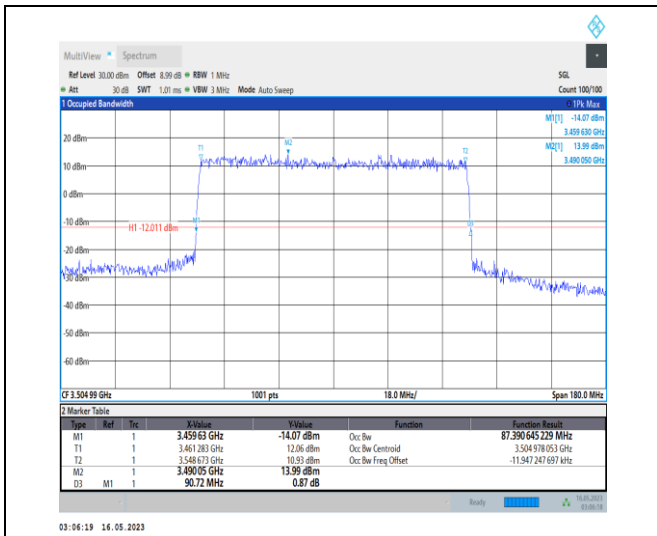 MultiView Spectrum
Ref Level 30.00 dBm Offset 8.99 dB RBW 1 MHz SGL
Att 30 dB SWT 1.01 ms VBW 3 MHz Mode Auto Sweep Count 100/100
1 Occupied Bandwidth 1Pk Max
M1[1] -14.07 dBm
3.459 630 GHz
M2[1] 13.99 dBm
3.490 050 GHz
20 dBm
T1 M2 T2
10 dBm
0 dBm
-10 dBm
H1 -12.011 dBm
-20 dBm
-30 dBm
-40 dBm
-50 dBm
-60 dBm
CF 3.504 99 GHz 1001 pts 18.0 MHz/ Span 180.0 MHz
2 Marker Table
Type Ref Trc X-Value Y-Value Function Function Result
M1 1 3.459 63 GHz -14.07 dBm Occ Bw 87.390 645 229 MHz
T1 1 3.461 283 GHz 12.06 dBm Occ Bw Centroid 3.504 978 053 GHz
T2 1 3.548 673 GHz 10.93 dBm Occ Bw Freq Offset -11.947 247 697 kHz
M2 1 3.490 05 GHz 13.99 dBm
D3 M1 1 90.72 MHz 0.87 dB
Ready 16.05.2023
03:06:18
03:06:19 16.05.2023